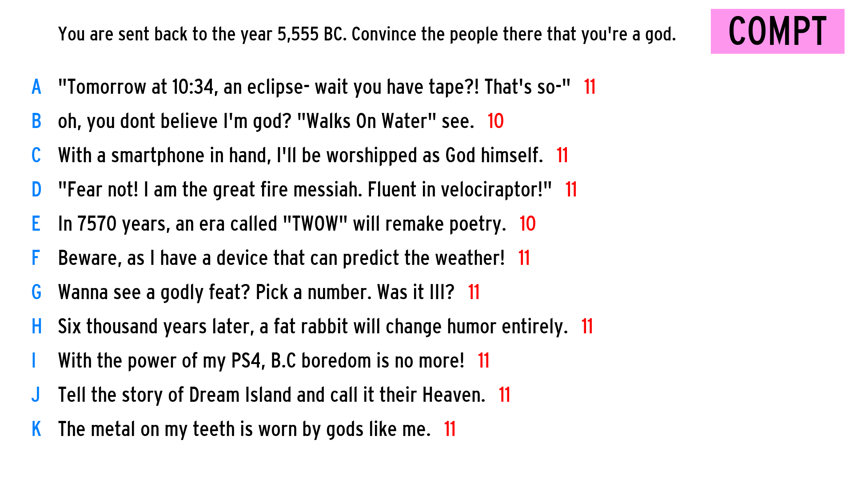 You are sent back to the year 5,555 BC. Convince the people there that you're a god.
COMPT
A "Tomorrow at 10:34, an eclipse- wait you have tape?! That's so-" 11
B oh, you dont believe I'm god? "Walks On Water" see. 10
C With a smartphone in hand, I'll be worshipped as God himself. 11
D "Fear not! I am the great fire messiah. Fluent in velociraptor!" 11
E In 7570 years, an era called "TWOW" will remake poetry. 10
F Beware, as I have a device that can predict the weather! 11
G Wanna see a godly feat? Pick a number. Was it III? 11
H Six thousand years later, a fat rabbit will change humor entirely. 11
I With the power of my PS4, B.C boredom is no more! 11
J Tell the story of Dream Island and call it their Heaven. 11
K The metal on my teeth is worn by gods like me. 11